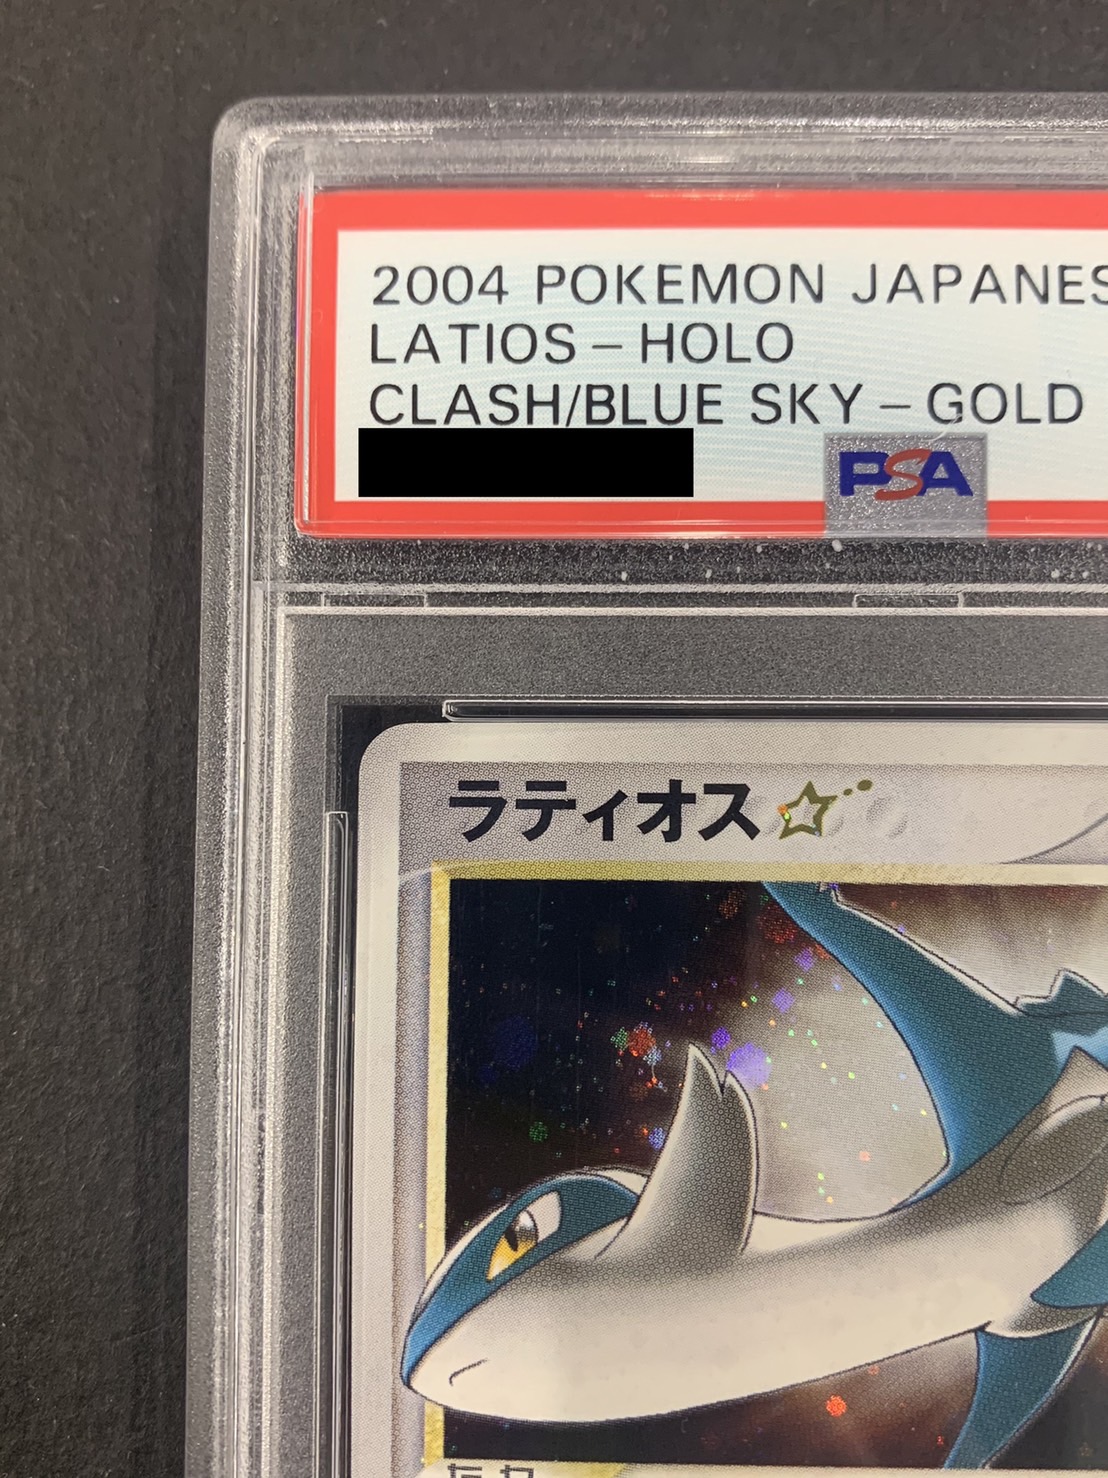 2004 POKEMON JAPANES
LATIOS – HOLO
CLASH/BLUE SKY – GOLD
PSA
ラティオス☆